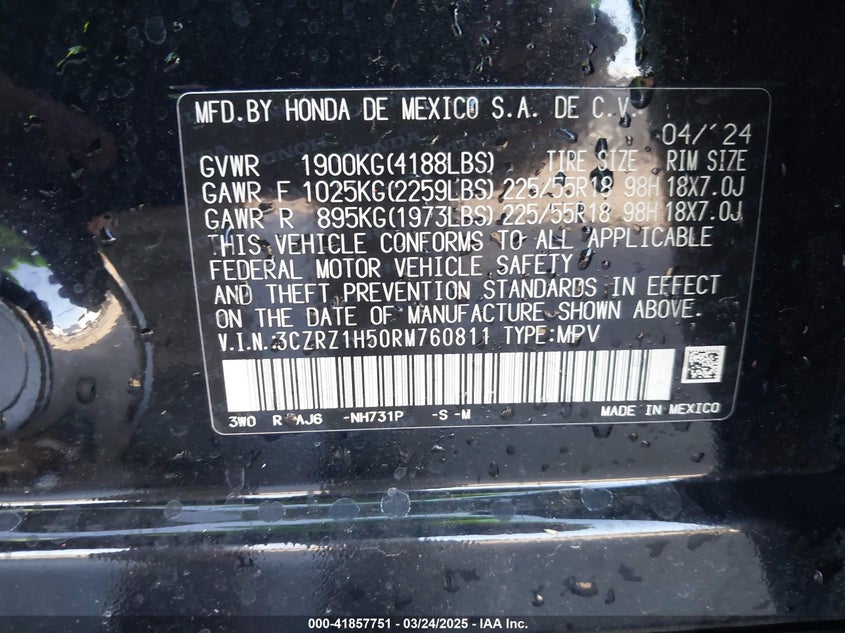 MFD.BY HONDA DE MEXICO S.A. DE C.V.
04/'24
GVWR 1900KG(4188LBS) TIRE SIZE RIM SIZE
GAWR F 1025KG(2259LBS) 225/55R18 98H 18X7.0J
GAWR R 895KG(1973LBS) 225/55R18 98H 18X7.0J
THIS VEHICLE CONFORMS TO ALL APPLICABLE
FEDERAL MOTOR VEHICLE SAFETY
AND THEFT PREVENTION STANDARDS IN EFFECT
ON THE DATE OF MANUFACTURE SHOWN ABOVE.
V.I.N.:3CZRZ1H50RM760811 TYPE:MPV
3W0 R AJ6 -NH731P -S -M MADE IN MEXICO
000-41857751 - 03/24/2025 - IAA Inc.